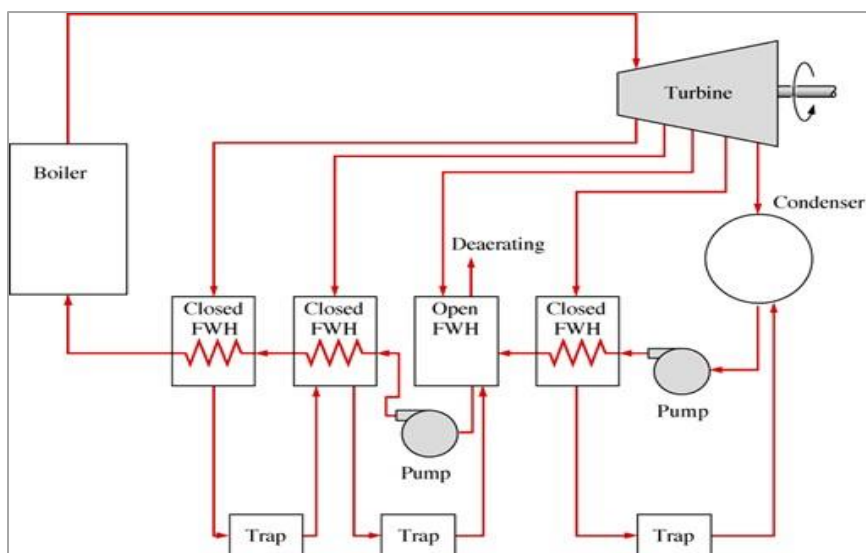 Turbine
Boiler
Condenser
Deaerating
Closed
FWH
Closed
FWH
Open
FWH
Closed
FWH
Pump
Pump
Trap
Trap
Trap